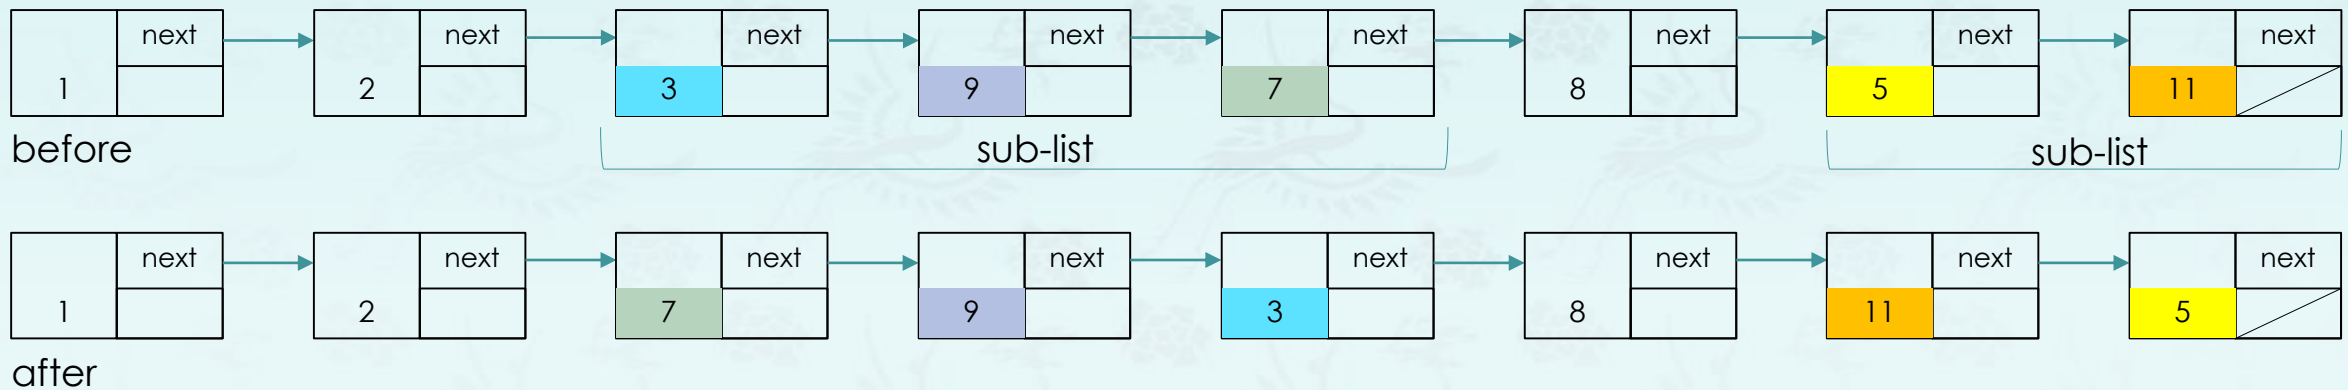 next next next next next next next next
1 2 3 9 7 8 5 11
before sub-list sub-list
next next next next next next next next
1 2 7 9 3 8 11 5
after